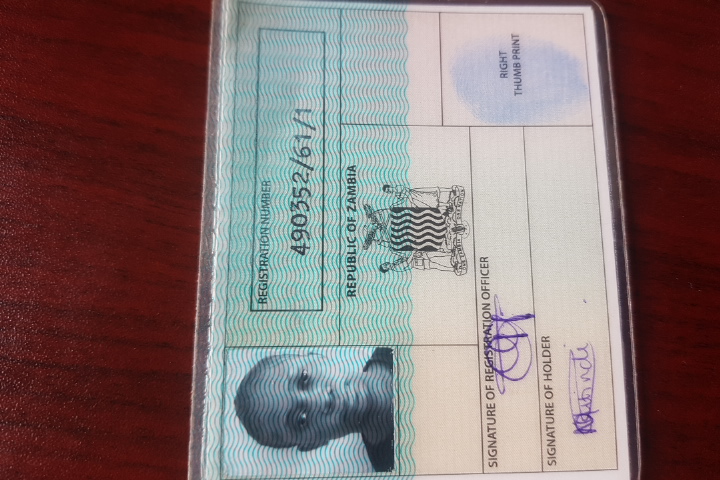 REGISTRATION NUMBER
490352/61/1
REPUBLIC OF ZAMBIA
ONE ZAMBIA ONE NATION
SIGNATURE OF REGISTRATION OFFICER
SIGNATURE OF HOLDER
RIGHT
THUMB PRINT